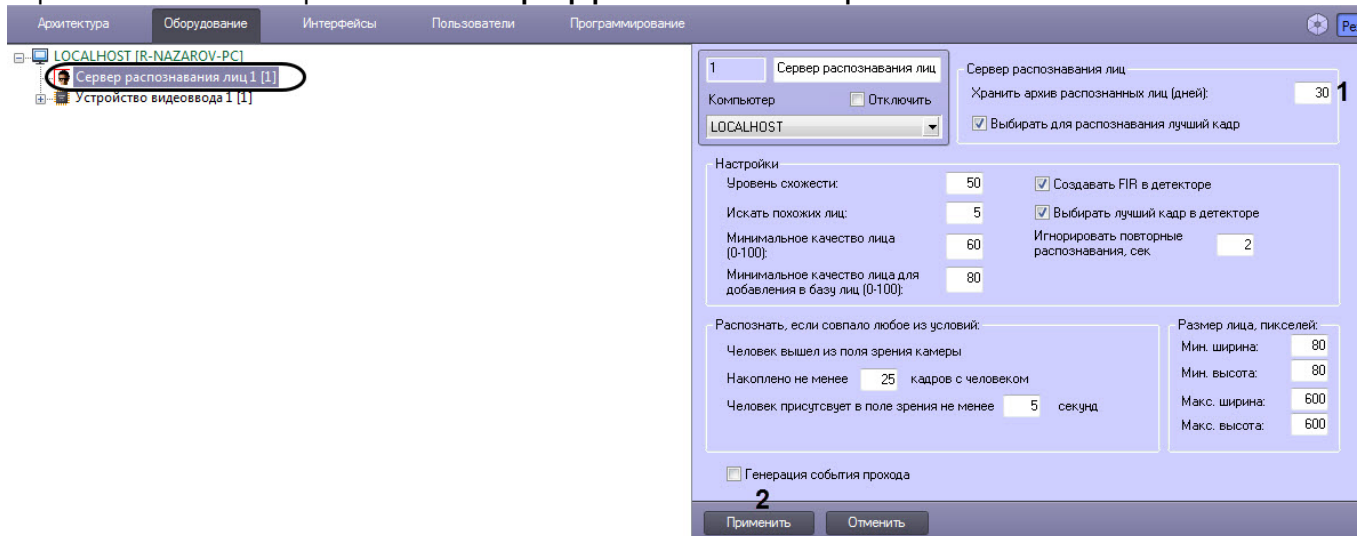 Архитектура Оборудование Интерфейсы Пользователи Программирование
LOCALHOST [R-NAZAROV-PC]
Сервер распознавания лиц 1 [1]
Устройство видеоввода 1 [1]
1 Сервер распознавания лиц
Компьютер Отключить
LOCALHOST
Сервер распознавания лиц
Хранить архив распознанных лиц (дней): 30 1
Выбирать для распознавания лучший кадр
Настройки
Уровень схожести: 50 Создавать FIR в детекторе
Искать похожих лиц: 5 Выбирать лучший кадр в детекторе
Минимальное качество лица
(0-100): 60
Игнорировать повторные
распознавания, сек 2
Минимальное качество лица для
добавления в базу лиц (0-100): 80
Распознать, если совпало любое из условий:
Человек вышел из поля зрения камеры
Накоплено не менее 25 кадров с человеком
Человек присутсвует в поле зрения не менее 5 секунд
Размер лица, пикселей:
Мин. ширина: 80
Мин. высота: 80
Макс. ширина: 600
Макс. высота: 600
Генерация события прохода
2
Применить Отменить